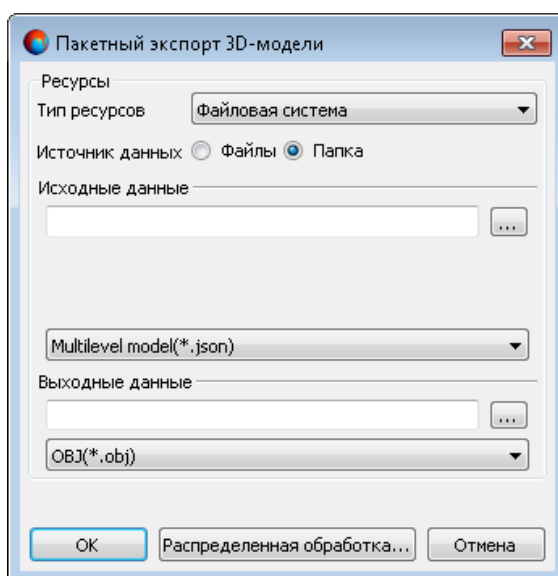 Пакетный экспорт 3D-модели
Ресурсы
Тип ресурсов Файловая система
Источник данных Файлы Папка
Исходные данные
...
Multilevel model(*.json)
Выходные данные
...
OBJ(*.obj)
OK Распределенная обработка... Отмена